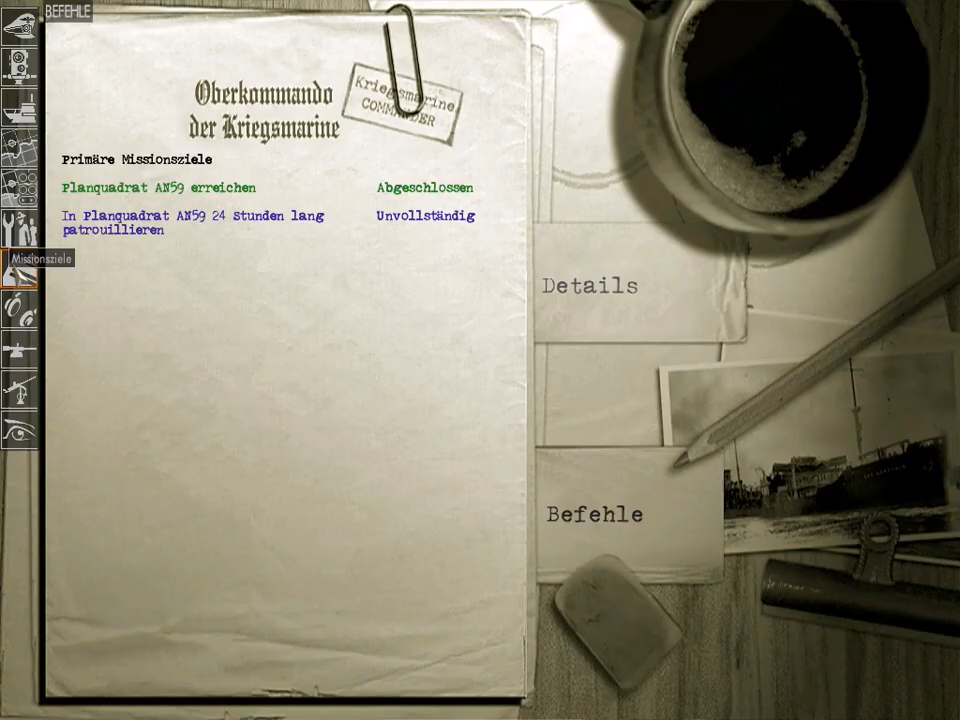 BEFEHLE
Oberkommando
der Kriegsmarine
Kriegsmarine
COMMANDER
Primäre Missionsziele
Planquadrat AN59 erreichen Abgeschlossen
In Planquadrat AN59 24 Stunden lang Unvollständig
patrouillieren
Missionsziele
Details
Befehle